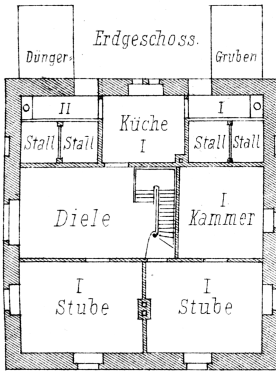 Erdgeschoss.
Dunger-
Gruben
II
Küche
I
I
Stall
Stall
Stall
Stall
Diele
I
Kammer
I
Stube
I
Stube